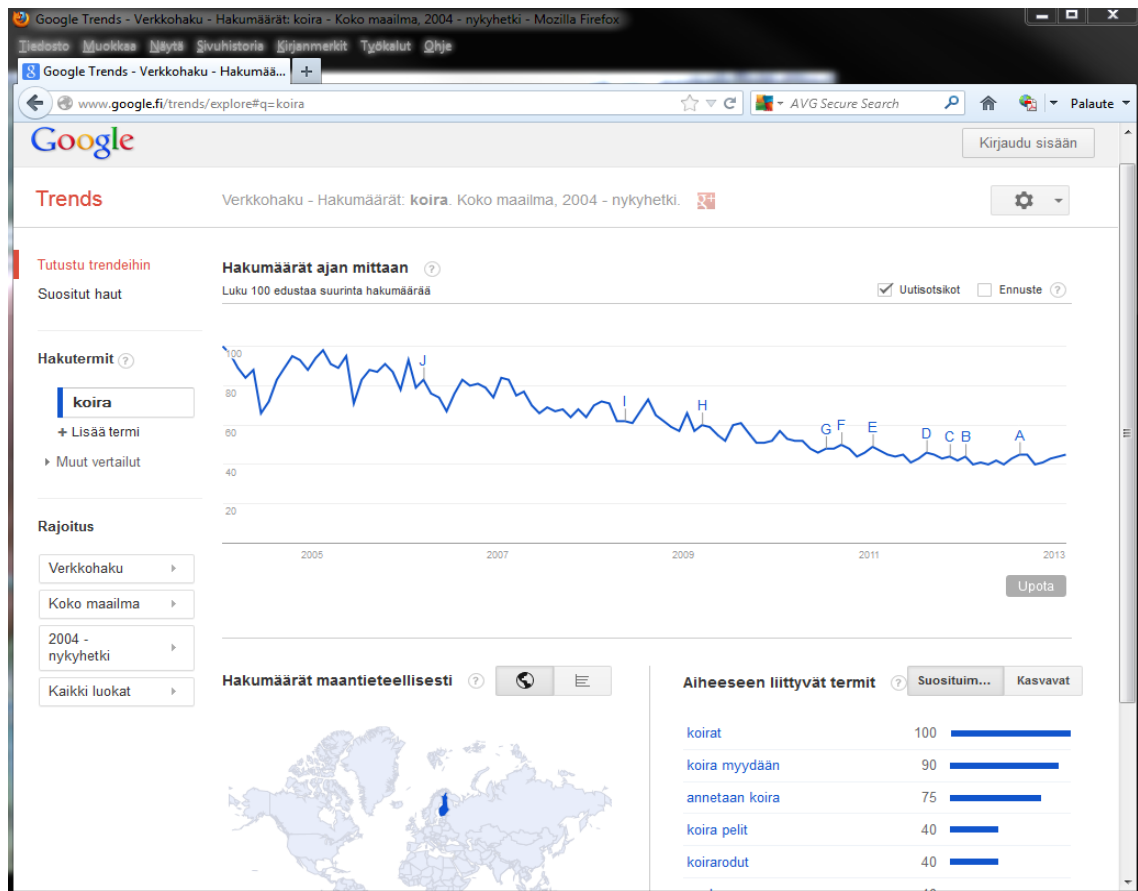 Google Trends - Verkkohaku - Hakumäärät: koira - Koko maailma, 2004 - nykyhetki - Mozilla Firefox
Tiedosto Muokkaa Näytä Sivuhistoria Kirjanmerkit Työkalut Ohje
Google Trends - Verkkohaku - Hakumää... +
www.google.fi/trends/explore#q=koira
AVG Secure Search
Palaute
Google
Kirjaudu sisään
Trends
Verkkohaku - Hakumäärät: koira. Koko maailma, 2004 - nykyhetki.
Tutustu trendeihin
Suositut haut
Hakutermit ?
koira
+ Lisää termi
Muut vertailut
Rajoitus
Verkkohaku
Koko maailma
2004 -
nykyhetki
Kaikki luokat
Hakumäärät ajan mittaan ?
Luku 100 edustaa suurinta hakumäärää
Uutisotsikot Ennuste ?
100
80
60
40
20
J I H G F E D C B A
2005 2007 2009 2011 2013
Upota
Hakumäärät maantieteellisesti ?
Aiheeseen liittyvät termit ? Suosituim... Kasvavat
koirat 100
koira myydään 90
annetaan koira 75
koira pelit 40
koirarodut 40